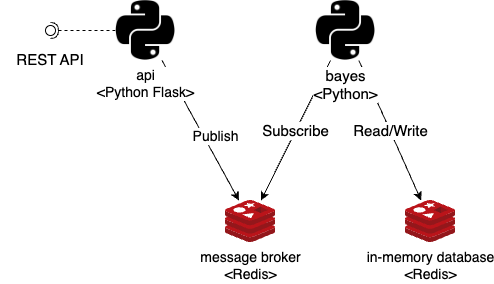 REST API
api
<Python Flask>
bayes
<Python>
Publish
Subscribe
Read/Write
message broker
<Redis>
in-memory database
<Redis>